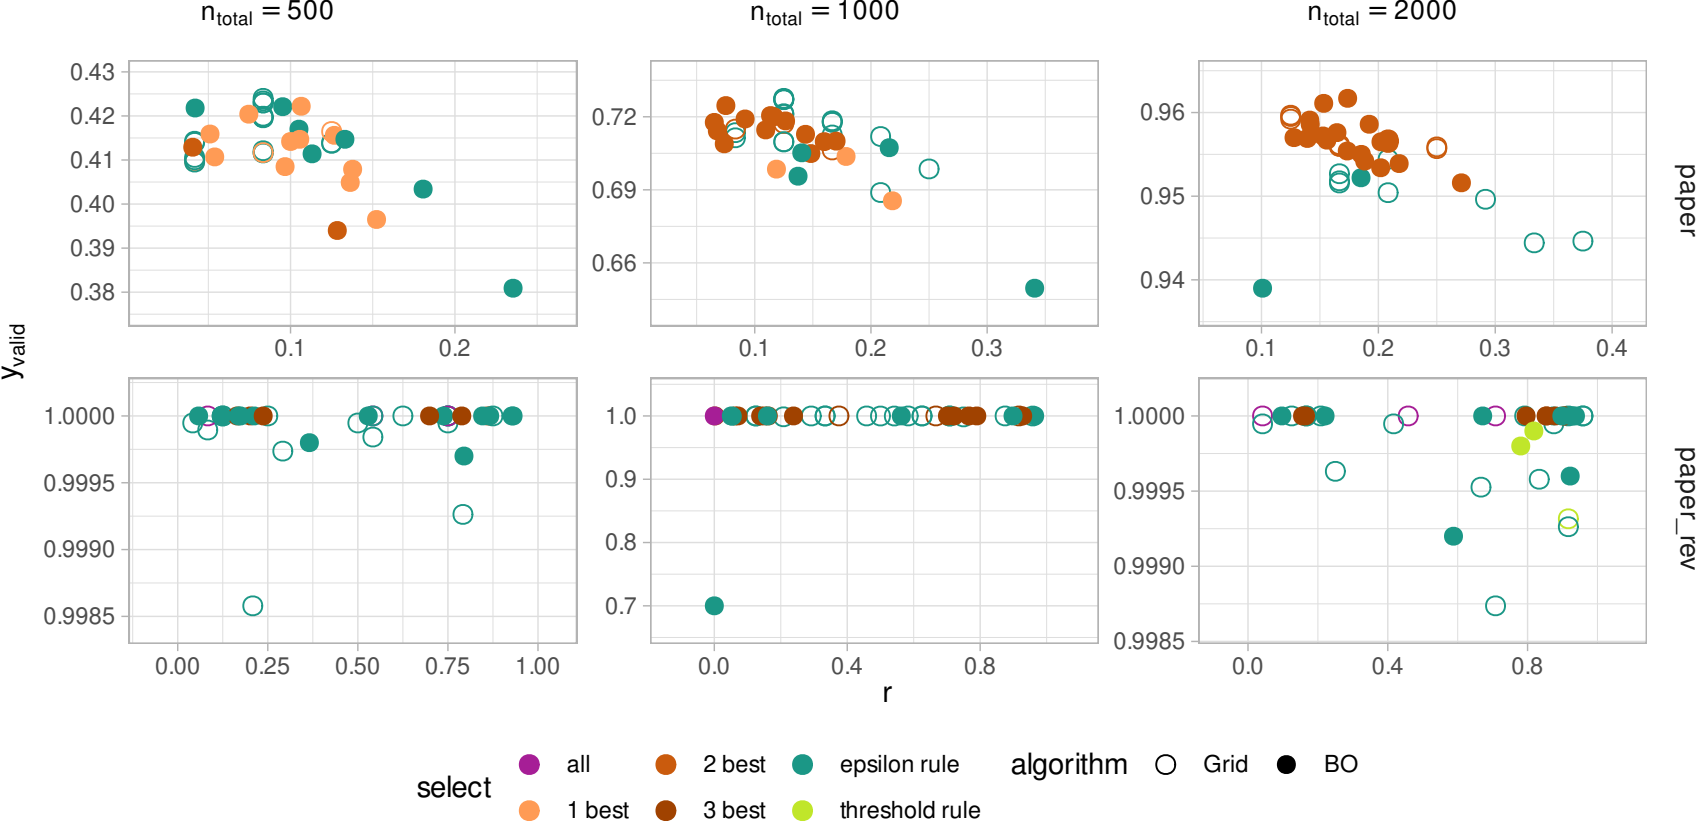 n_total = 500 n_total = 1000 n_total = 2000
0.43
0.42
0.41
0.40
0.39
0.38
0.72
0.69
0.66
0.96
0.95
0.94
paper
0.1 0.2 0.1 0.2 0.3 0.1 0.2 0.3 0.4
y_valid
1.0000
0.9995
0.9990
0.9985
1.0
0.9
0.8
0.7
1.0000
0.9995
0.9990
0.9985
paper_rev
0.00 0.25 0.50 0.75 1.00 0.0 0.4 0.8 0.0 0.4 0.8
r
select
all 2 best epsilon rule
1 best 3 best threshold rule
algorithm Grid BO